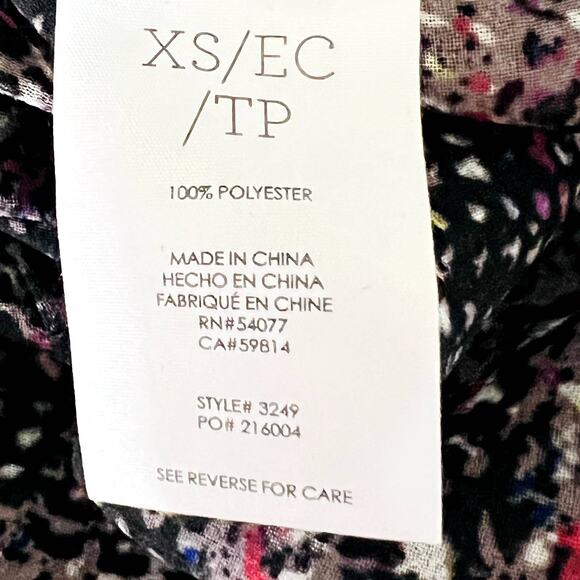 XS/EC
/TP
100% POLYESTER
MADE IN CHINA
HECHO EN CHINA
FABRIQUÉ EN CHINE
RN#54077
CA#59814
STYLE# 3249
PO# 216004
SEE REVERSE FOR CARE